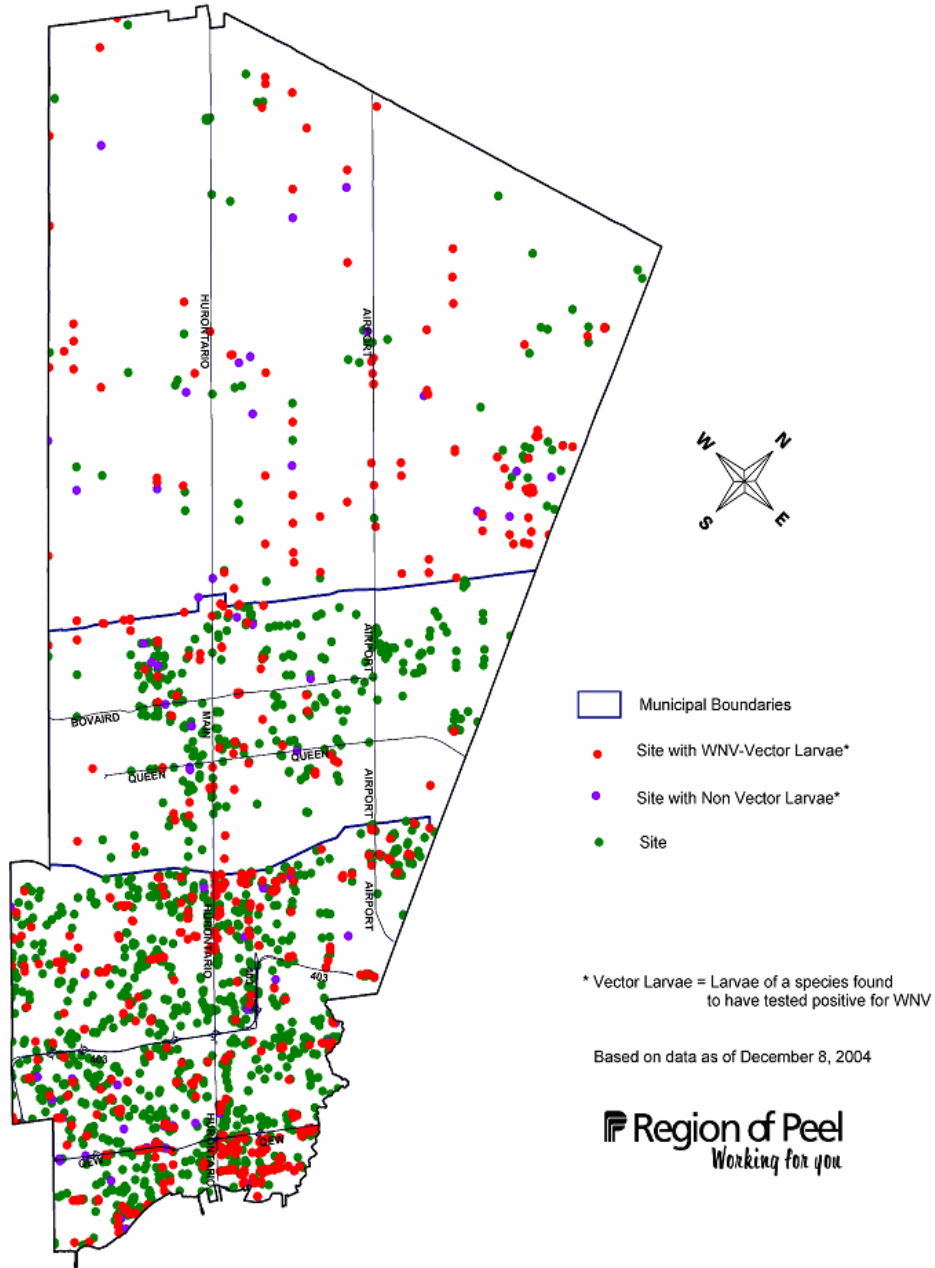 HURONTARIO
AIRPORT
W
N
S
E
AIRPORT
BOVAIRD
MAIN
QUEEN
QUEEN
AIRPORT
AIRPORT
HURONTARIO
403
403
403
HURONTARIO
QEW
QEW
Municipal Boundaries
Site with WNV-Vector Larvae*
Site with Non Vector Larvae*
Site
* Vector Larvae = Larvae of a species found
to have tested positive for WNV
Based on data as of December 8, 2004
Region of Peel
Working for you